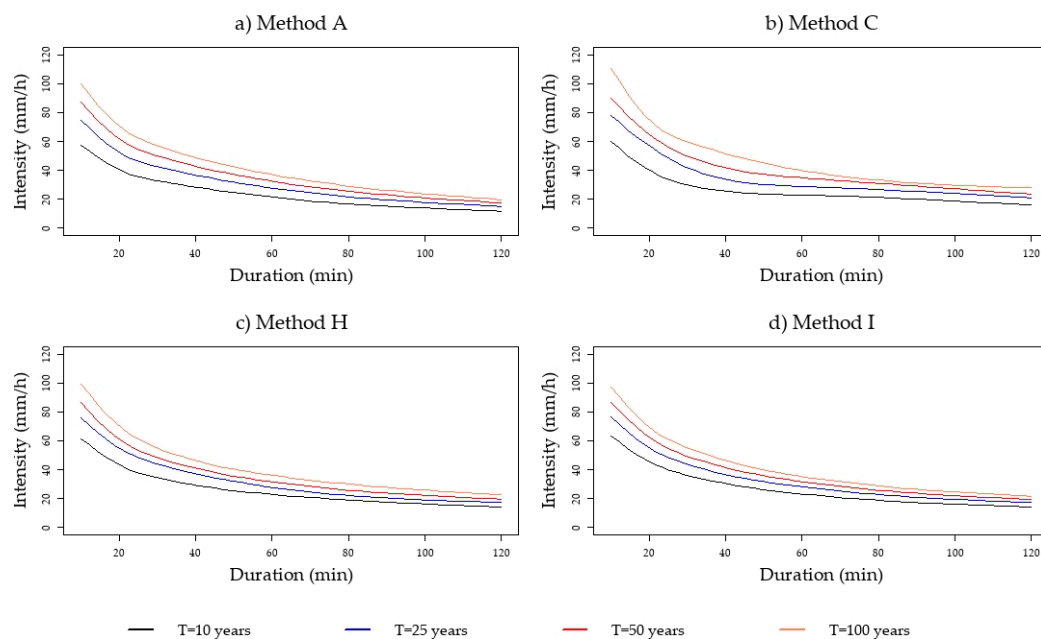 a) Method A
b) Method C
Intensity (mm/h)
0 20 40 60 80 100 120
20 40 60 80 100 120
Duration (min)
Intensity (mm/h)
0 20 40 60 80 100 120
20 40 60 80 100 120
Duration (min)
c) Method H
d) Method I
Intensity (mm/h)
0 20 40 60 80 100 120
20 40 60 80 100 120
Duration (min)
Intensity (mm/h)
0 20 40 60 80 100 120
20 40 60 80 100 120
Duration (min)
T=10 years T=25 years T=50 years T=100 years